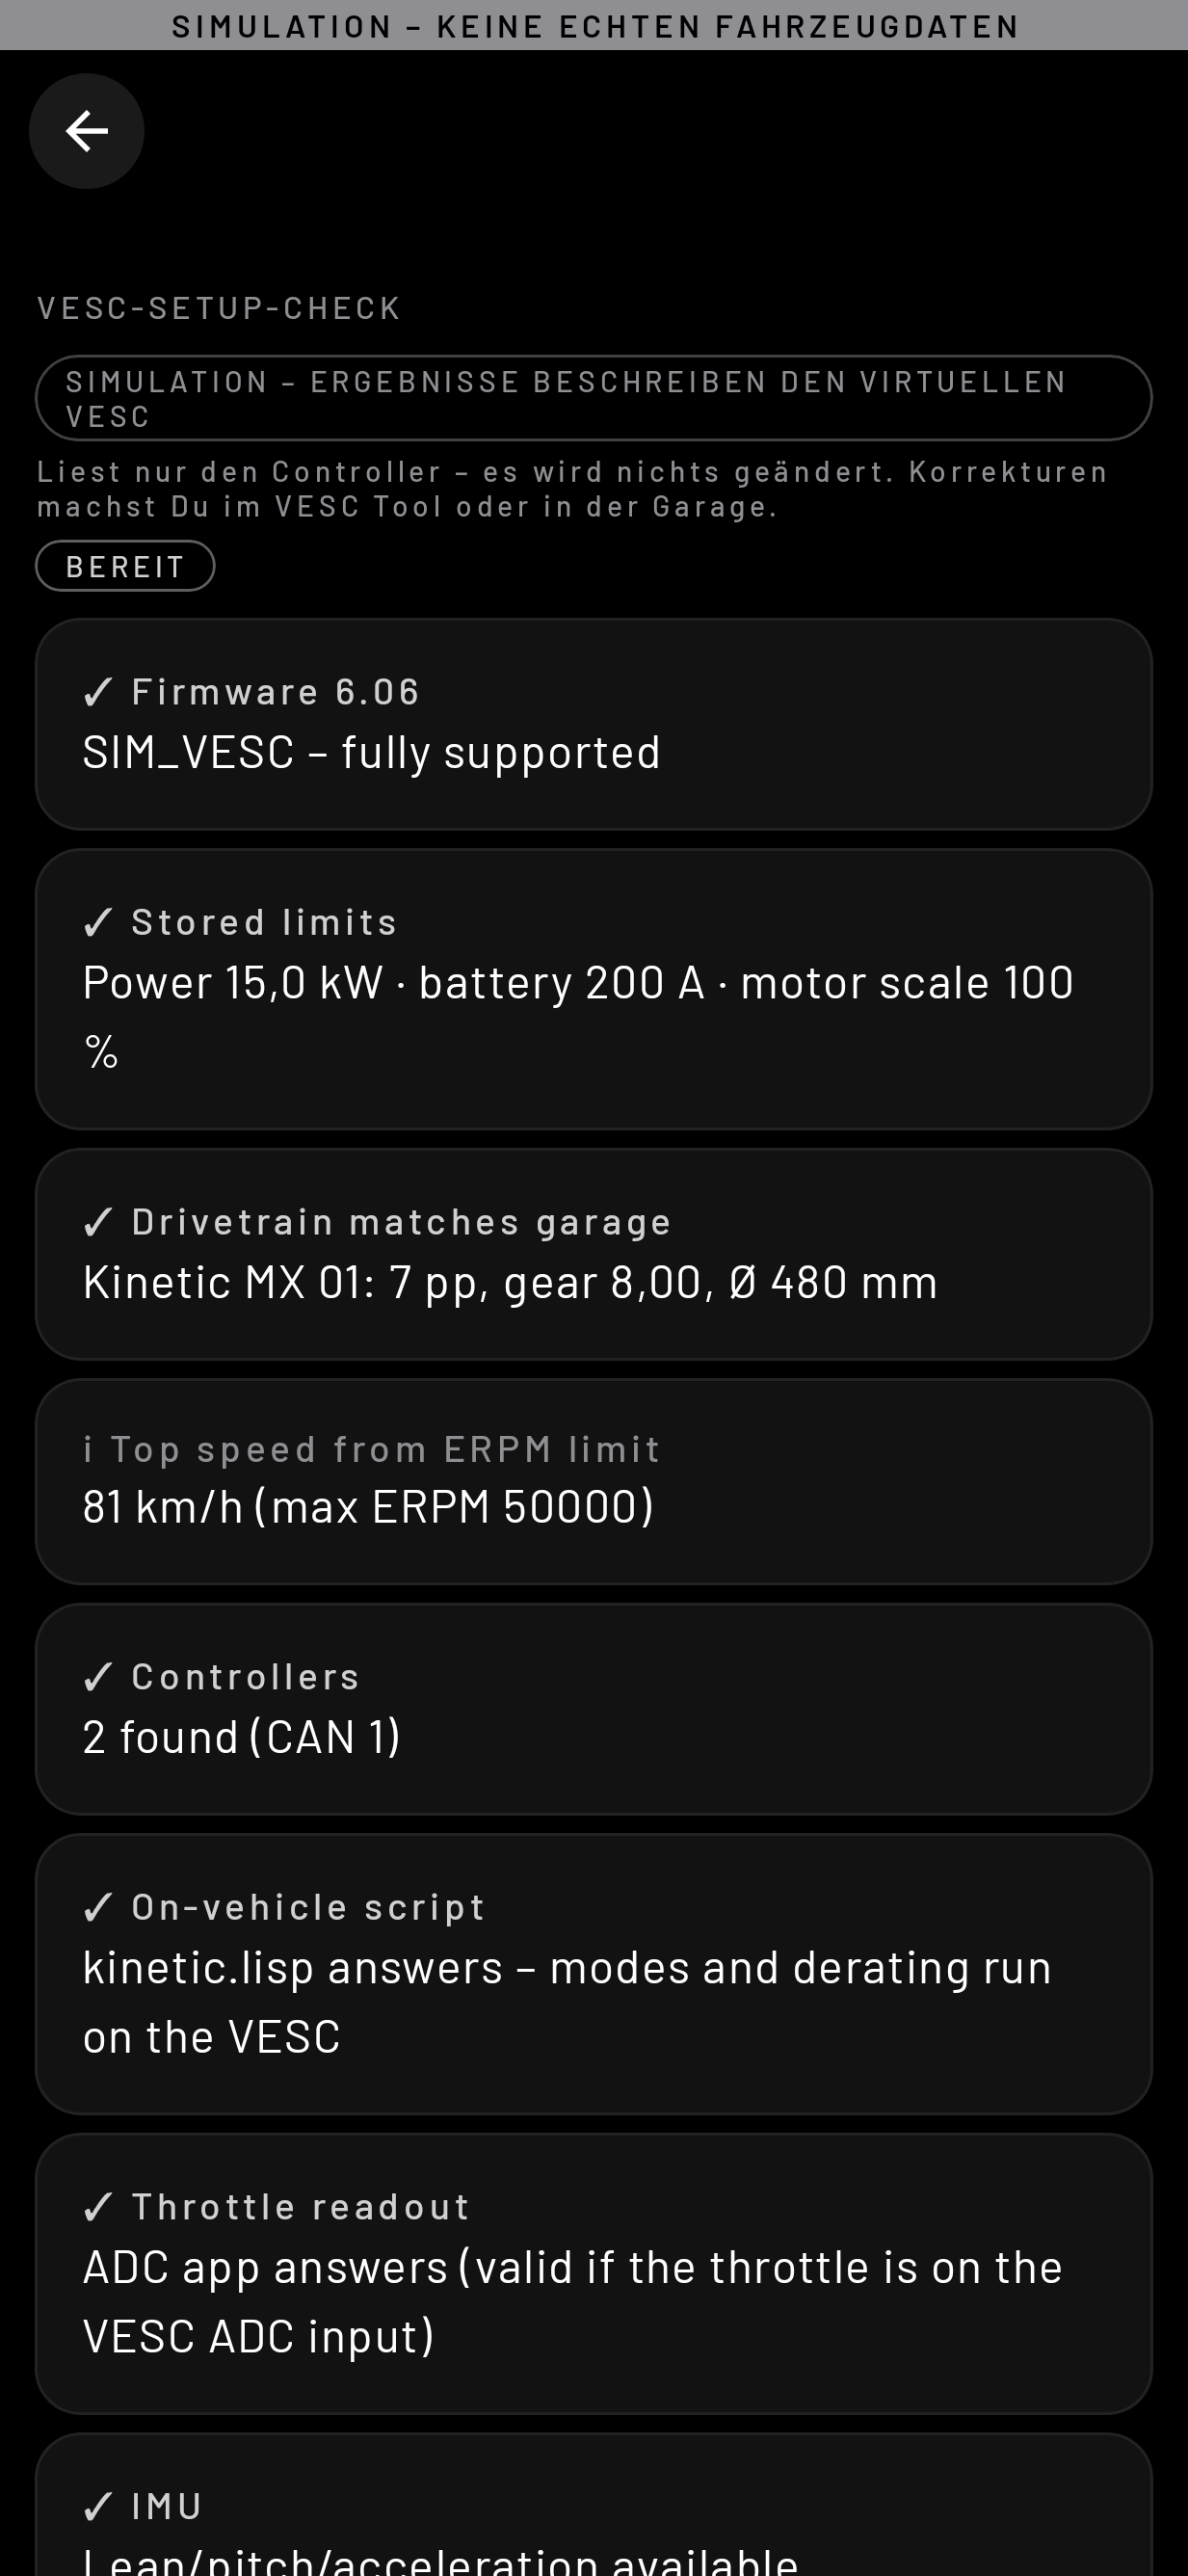 SIMULATION – KEINE ECHTEN FAHRZEUGDATEN
VESC-SETUP-CHECK
SIMULATION – ERGEBNISSE BESCHREIBEN DEN VIRTUELLEN
VESC
Liest nur den Controller – es wird nichts geändert. Korrekturen
machst Du im VESC Tool oder in der Garage.
BEREIT
✓ Firmware 6.06
SIM_VESC – fully supported
✓ Stored limits
Power 15,0 kW · battery 200 A · motor scale 100
%
✓ Drivetrain matches garage
Kinetic MX 01: 7 pp, gear 8,00, Ø 480 mm
i Top speed from ERPM limit
81 km/h (max ERPM 50000)
✓ Controllers
2 found (CAN 1)
✓ On-vehicle script
kinetic.lisp answers – modes and derating run
on the VESC
✓ Throttle readout
ADC app answers (valid if the throttle is on the
VESC ADC input)
✓ IMU
Lean/pitch/acceleration available